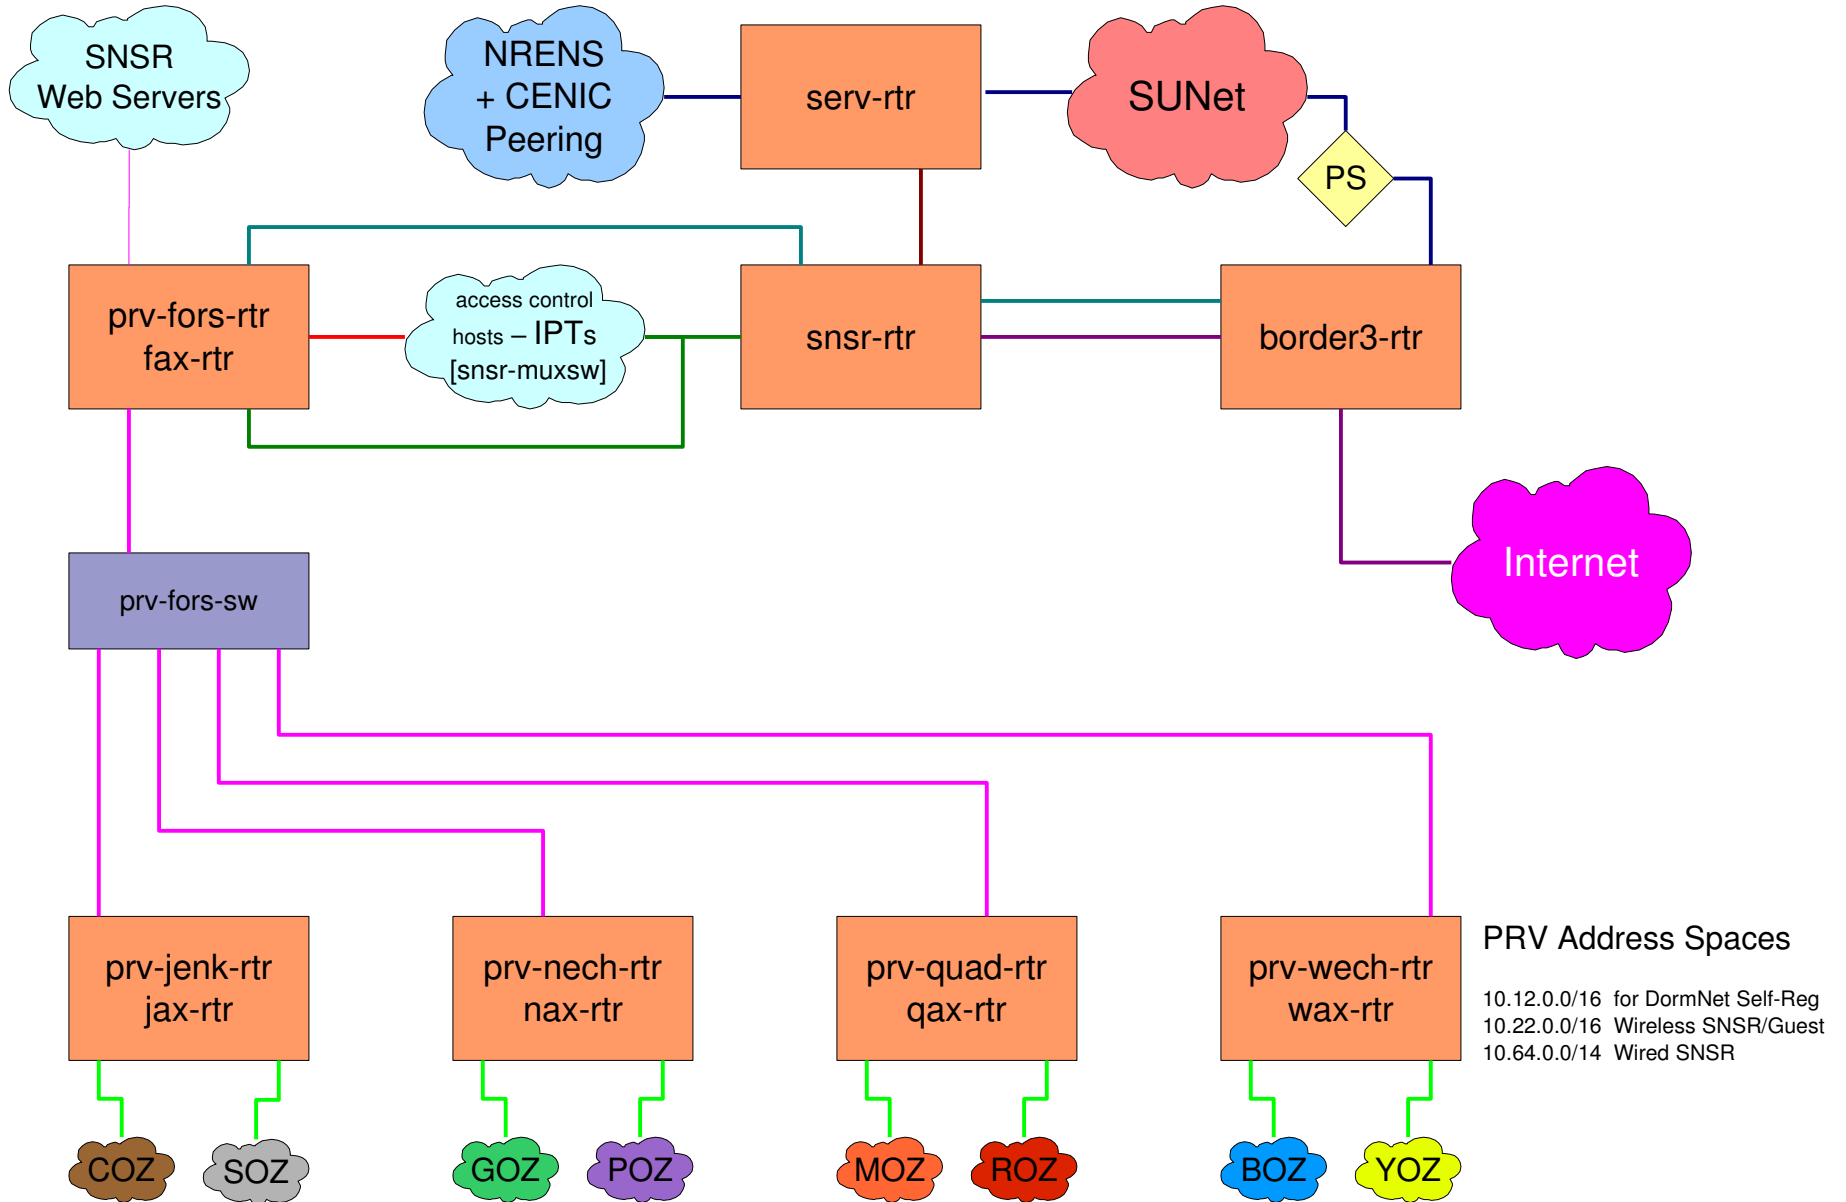 SNSR
Web Servers
NRENS
+ CENIC
Peering
serv-rtr
SUNet
PS
prv-fors-rtr
fax-rtr
access control
hosts – IPTs
[snsr-muxsw]
snsr-rtr
border3-rtr
Internet
prv-fors-sw
prv-jenk-rtr
jax-rtr
prv-nech-rtr
nax-rtr
prv-quad-rtr
qax-rtr
prv-wech-rtr
wax-rtr
PRV Address Spaces
10.12.0.0/16 for DormNet Self-Reg
10.22.0.0/16 Wireless SNSR/Guest
10.64.0.0/14 Wired SNSR
COZ
SOZ
GOZ
POZ
MOZ
ROZ
BOZ
YOZ